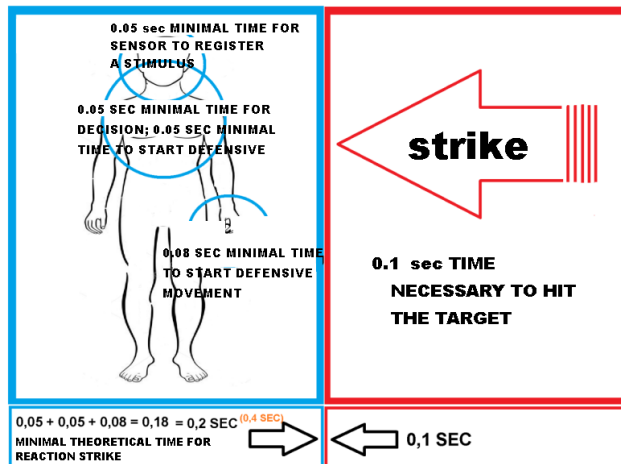 0.05 sec MINIMAL TIME FOR
SENSOR TO REGISTER
A STIMULUS
0.05 SEC MINIMAL TIME FOR
DECISION; 0.05 SEC MINIMAL
TIME TO START DEFENSIVE
0.08 SEC MINIMAL TIME
TO START DEFENSIVE
MOVEMENT
strike
0.1 sec TIME
NECESSARY TO HIT
THE TARGET
0,05 + 0,05 + 0,08 = 0,18 = 0,2 SEC (0,4 SEC)
MINIMAL THEORETICAL TIME FOR
REACTION STRIKE
0,1 SEC